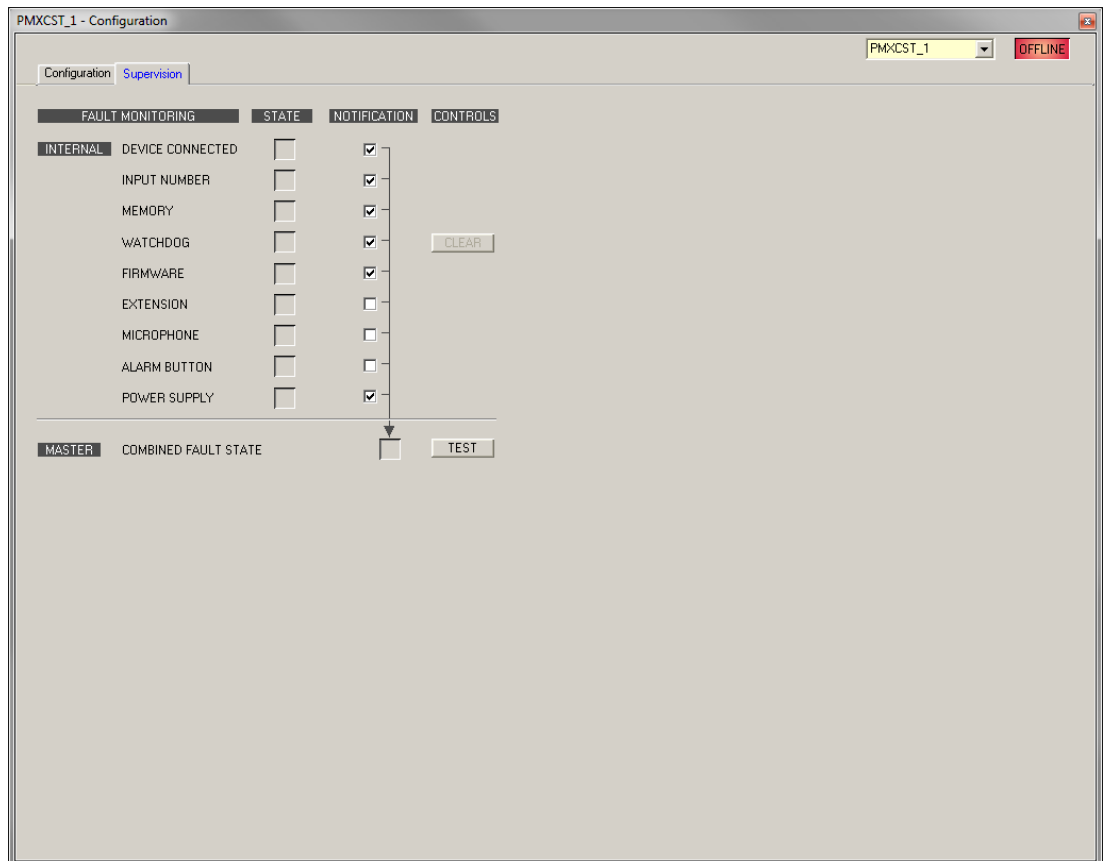 PMXCST_1 - Configuration
PMXCST_1 OFFLINE
Configuration Supervision
FAULT MONITORING STATE NOTIFICATION CONTROLS
INTERNAL DEVICE CONNECTED
INPUT NUMBER
MEMORY
WATCHDOG CLEAR
FIRMWARE
EXTENSION
MICROPHONE
ALARM BUTTON
POWER SUPPLY
MASTER COMBINED FAULT STATE TEST